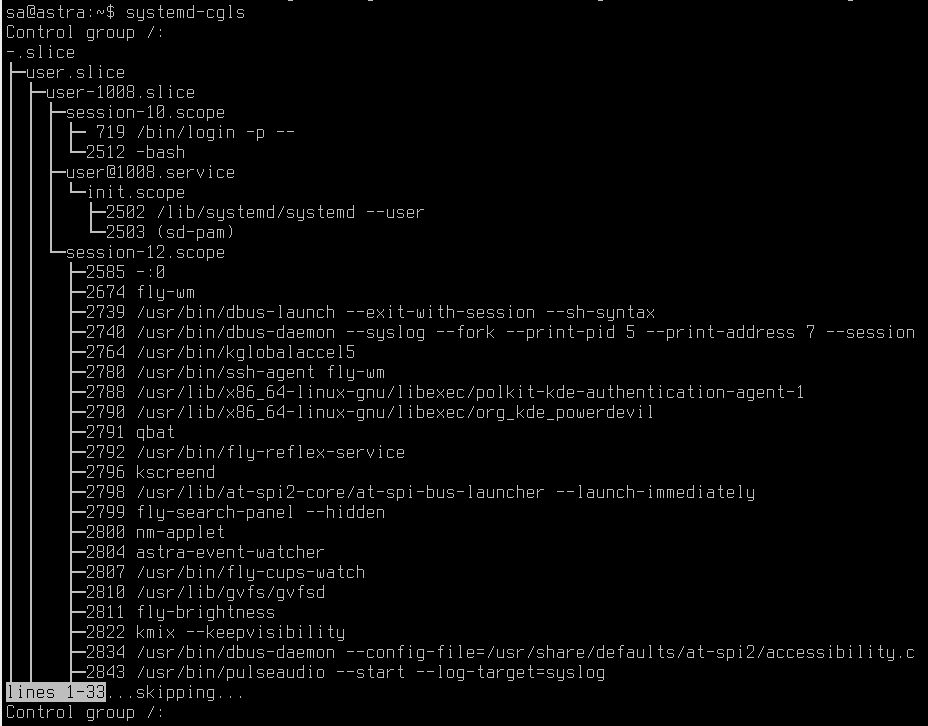 sa@astra:~$ systemd-cgls
Control group /:
-.slice
├─user.slice
│ ├─user-1008.slice
│ │ ├─session-10.scope
│ │ │ ├─ 719 /bin/login -p --
│ │ │ └─2512 -bash
│ │ ├─user@1008.service
│ │ │ └─init.scope
│ │ │   ├─2502 /lib/systemd/systemd --user
│ │ │   └─2503 (sd-pam)
│ │ └─session-12.scope
│ │   ├─2585 -:0
│ │   ├─2674 fly-wm
│ │   ├─2739 /usr/bin/dbus-launch --exit-with-session --sh-syntax
│ │   ├─2740 /usr/bin/dbus-daemon --syslog --fork --print-pid 5 --print-address 7 --session
│ │   ├─2764 /usr/bin/kglobalaccel5
│ │   ├─2780 /usr/bin/ssh-agent fly-wm
│ │   ├─2788 /usr/lib/x86_64-linux-gnu/libexec/polkit-kde-authentication-agent-1
│ │   ├─2790 /usr/lib/x86_64-linux-gnu/libexec/org_kde_powerdevil
│ │   ├─2791 qbat
│ │   ├─2792 /usr/bin/fly-reflex-service
│ │   ├─2796 kscreend
│ │   ├─2798 /usr/lib/at-spi2-core/at-spi-bus-launcher --launch-immediately
│ │   ├─2799 fly-search-panel --hidden
│ │   ├─2800 nm-applet
│ │   ├─2804 astra-event-watcher
│ │   ├─2807 /usr/bin/fly-cups-watch
│ │   ├─2810 /usr/lib/gvfs/gvfsd
│ │   ├─2811 fly-brightness
│ │   ├─2822 kmix --keepvisibility
│ │   ├─2834 /usr/bin/dbus-daemon --config-file=/usr/share/defaults/at-spi2/accessibility.c
│ │   ├─2843 /usr/bin/pulseaudio --start --log-target=syslog
lines 1-33...skipping...
Control group /: